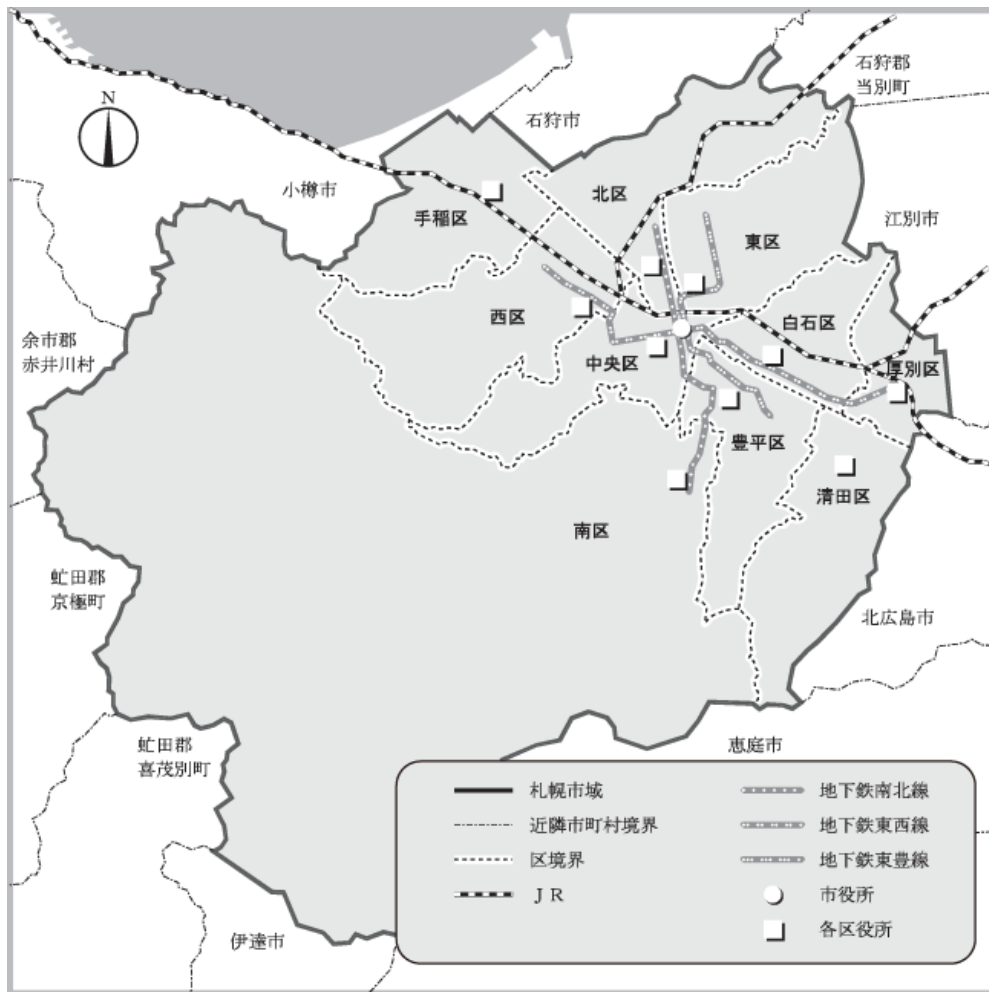 石狩郡
当別町
N
石狩市
小樽市
北区
手稲区
江別市
東区
西区
白石区
余市郡
赤井川村
中央区
厚別区
豊平区
清田区
南区
虻田郡
京極町
北広島市
虻田郡
喜茂別町
恵庭市
伊達市
札幌市域
近隣市町村境界
区境界
ＪＲ
地下鉄南北線
地下鉄東西線
地下鉄東豊線
市役所
各区役所